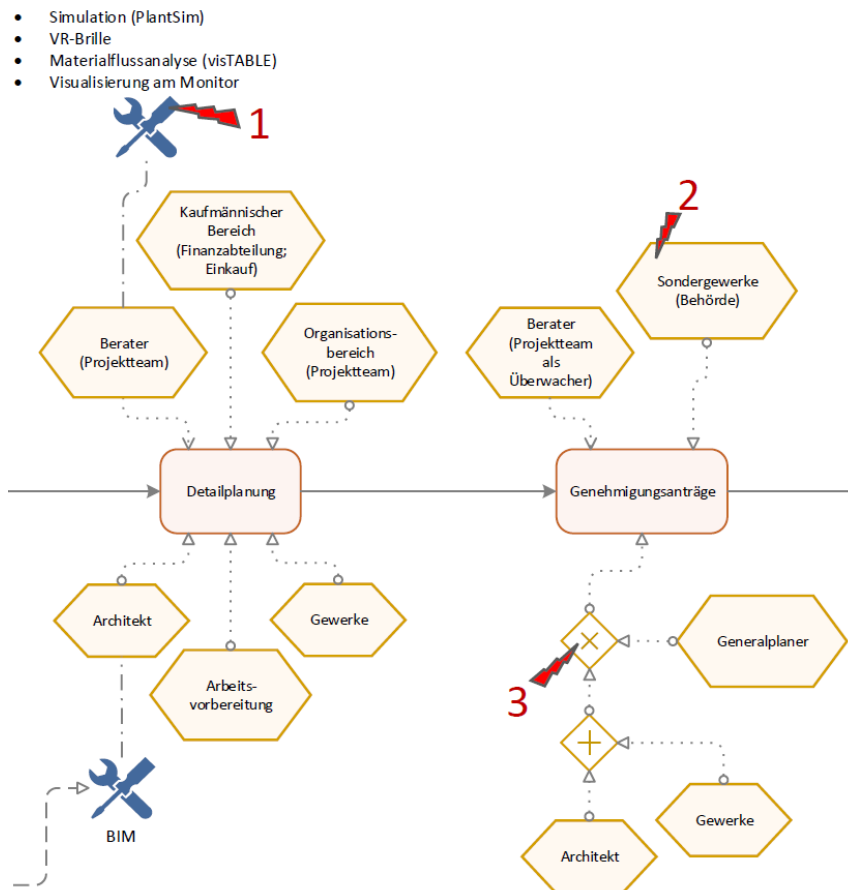 • Simulation (PlantSim)
• VR-Brille
• Materialflussanalyse (visTABLE)
• Visualisierung am Monitor
1
2
Kaufmännischer
Bereich
(Finanzabteilung;
Einkauf)
Sondergewerke
(Behörde)
Berater
(Projektteam)
Organisations-
bereich
(Projektteam)
Berater
(Projektteam
als
Überwacher)
Detailplanung
Genehmigungsanträge
Architekt
Gewerke
Generalplaner
Arbeits-
vorbereitung
3
BIM
Gewerke
Architekt